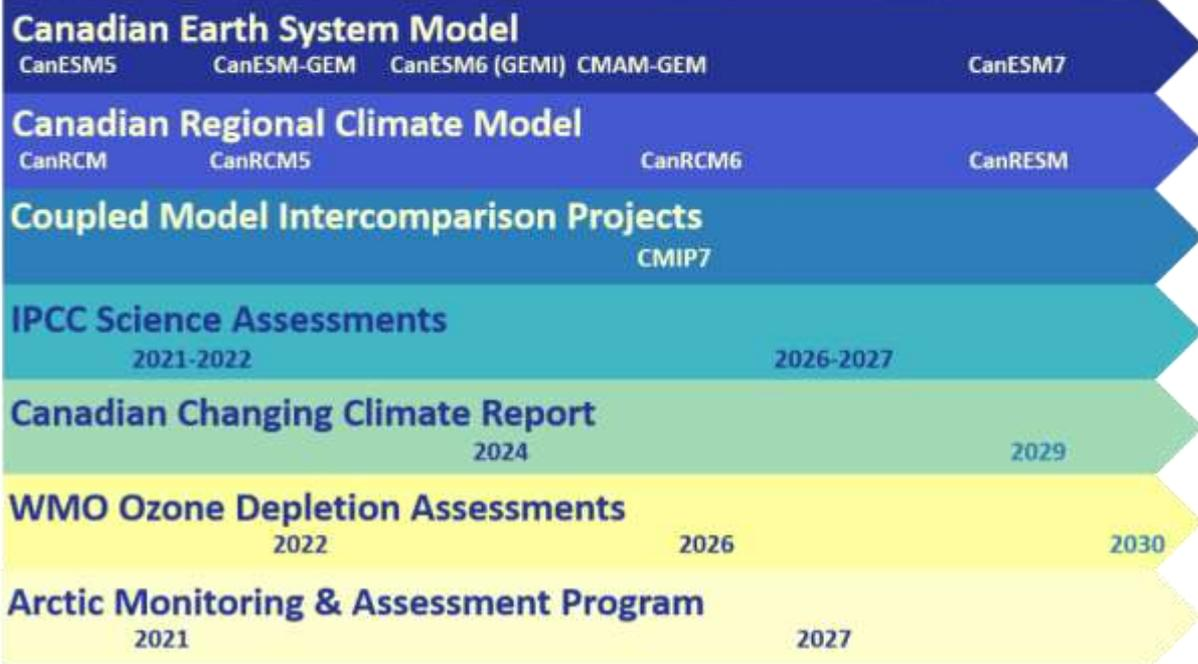 Canadian Earth System Model
CanESM5 CanESM-GEM CanESM6 (GEMI) CMAM-GEM CanESM7
Canadian Regional Climate Model
CanRCM CanRCM5 CanRCM6 CanRESM
Coupled Model Intercomparison Projects
CMIP7
IPCC Science Assessments
2021-2022 2026-2027
Canadian Changing Climate Report
2024 2029
WMO Ozone Depletion Assessments
2022 2026 2030
Arctic Monitoring & Assessment Program
2021 2027